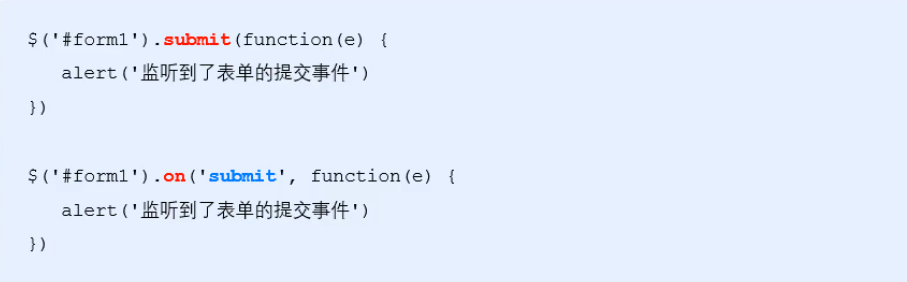 $('#form1').submit(function(e) {
   alert('监听到了表单的提交事件')
})
$('#form1').on('submit', function(e) {
   alert('监听到了表单的提交事件')
})